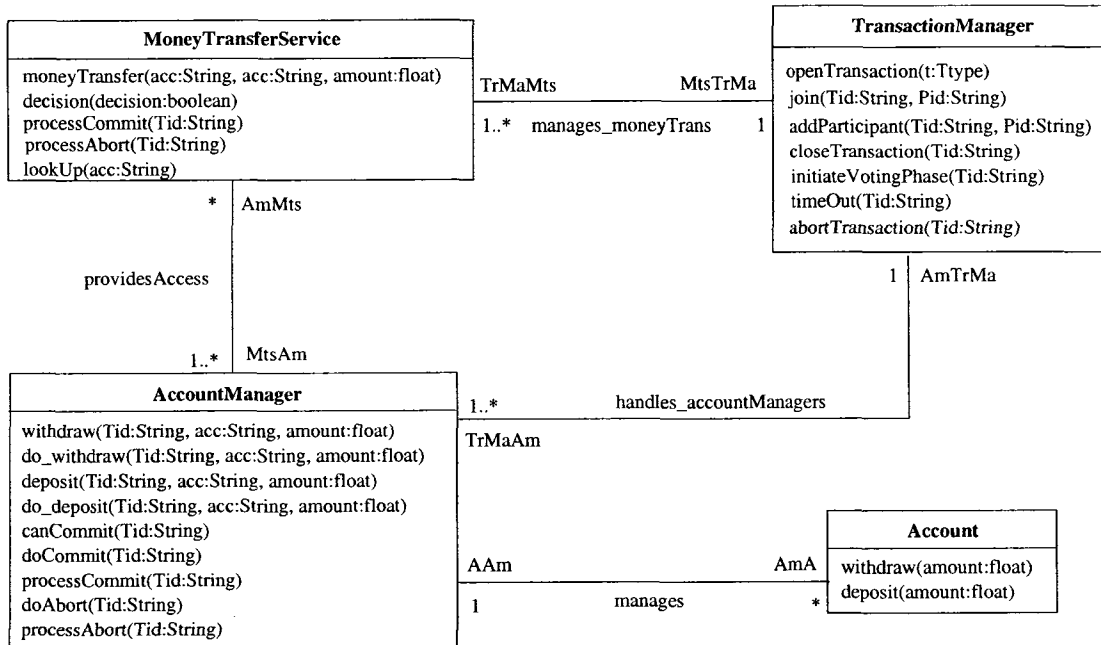 MoneyTransferService
moneyTransfer(acc:String, acc:String, amount:float)
decision(decision:boolean)
processCommit(Tid:String)
processAbort(Tid:String)
lookUp(acc:String)
TrMaMts
MtsTrMa
1..*
manages_moneyTrans
1
TransactionManager
openTransaction(t:Ttype)
join(Tid:String, Pid:String)
addParticipant(Tid:String, Pid:String)
closeTransaction(Tid:String)
initiateVotingPhase(Tid:String)
timeOut(Tid:String)
abortTransaction(Tid:String)
*
AmMts
providesAccess
1..*
MtsAm
1
AmTrMa
AccountManager
withdraw(Tid:String, acc:String, amount:float)
do_withdraw(Tid:String, acc:String, amount:float)
deposit(Tid:String, acc:String, amount:float)
do_deposit(Tid:String, acc:String, amount:float)
canCommit(Tid:String)
doCommit(Tid:String)
processCommit(Tid:String)
doAbort(Tid:String)
processAbort(Tid:String)
1..*
handles_accountManagers
TrMaAm
AAm
AmA
1
manages
*
Account
withdraw(amount:float)
deposit(amount:float)